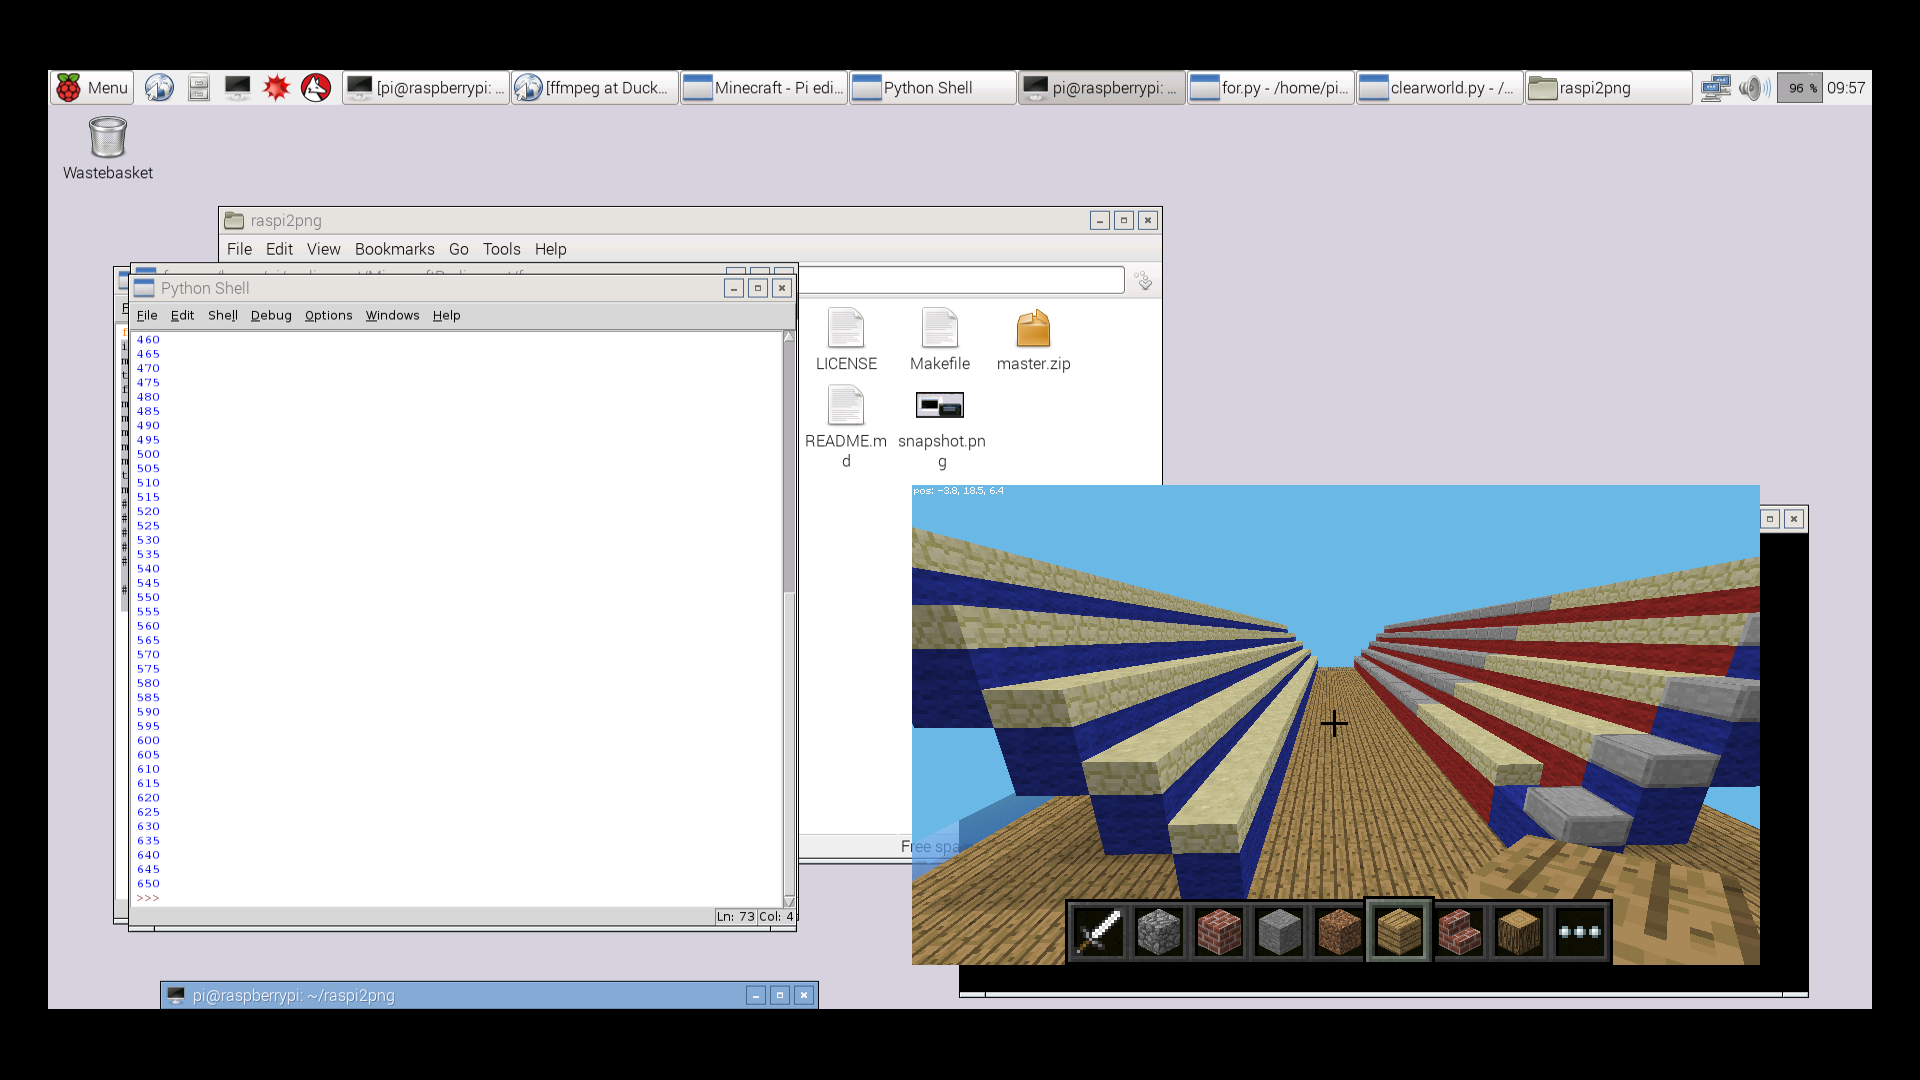 Menu
[pi@raspberrypi: ...
[ffmpeg at Duck...
Minecraft - Pi edi...
Python Shell
pi@raspberrypi: ...
for.py - /home/pi...
clearworld.py - /...
raspi2png
96 %
09:57
Wastebasket
raspi2png
File Edit View Bookmarks Go Tools Help
Python Shell
File Edit Shell Debug Options Windows Help
460
465
470
475
480
485
490
495
500
505
510
515
520
525
530
535
540
545
550
555
560
565
570
575
580
585
590
595
600
605
610
615
620
625
630
635
640
645
650
>>>
Ln: 73 Col: 4
LICENSE
Makefile
master.zip
README.m
d
snapshot.pn
g
Free spa
pos: -3.8, 18.5, 6.4
pi@raspberrypi: ~/raspi2png